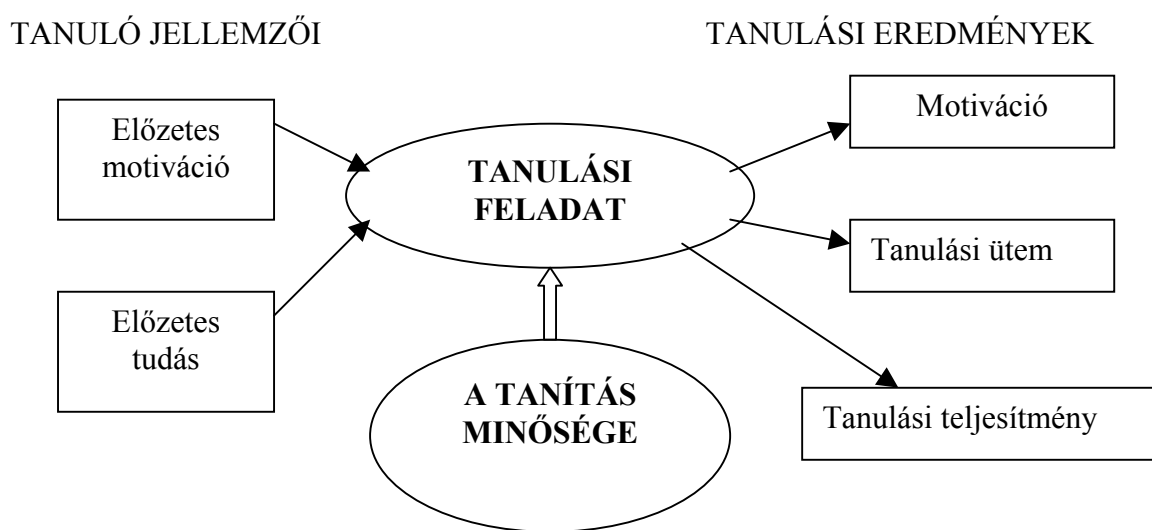 TANULÓ JELLEMZŐI
TANULÁSI EREDMÉNYEK
Előzetes
motiváció
Előzetes
tudás
TANULÁSI
FELADAT
A TANÍTÁS
MINŐSÉGE
Motiváció
Tanulási ütem
Tanulási teljesítmény